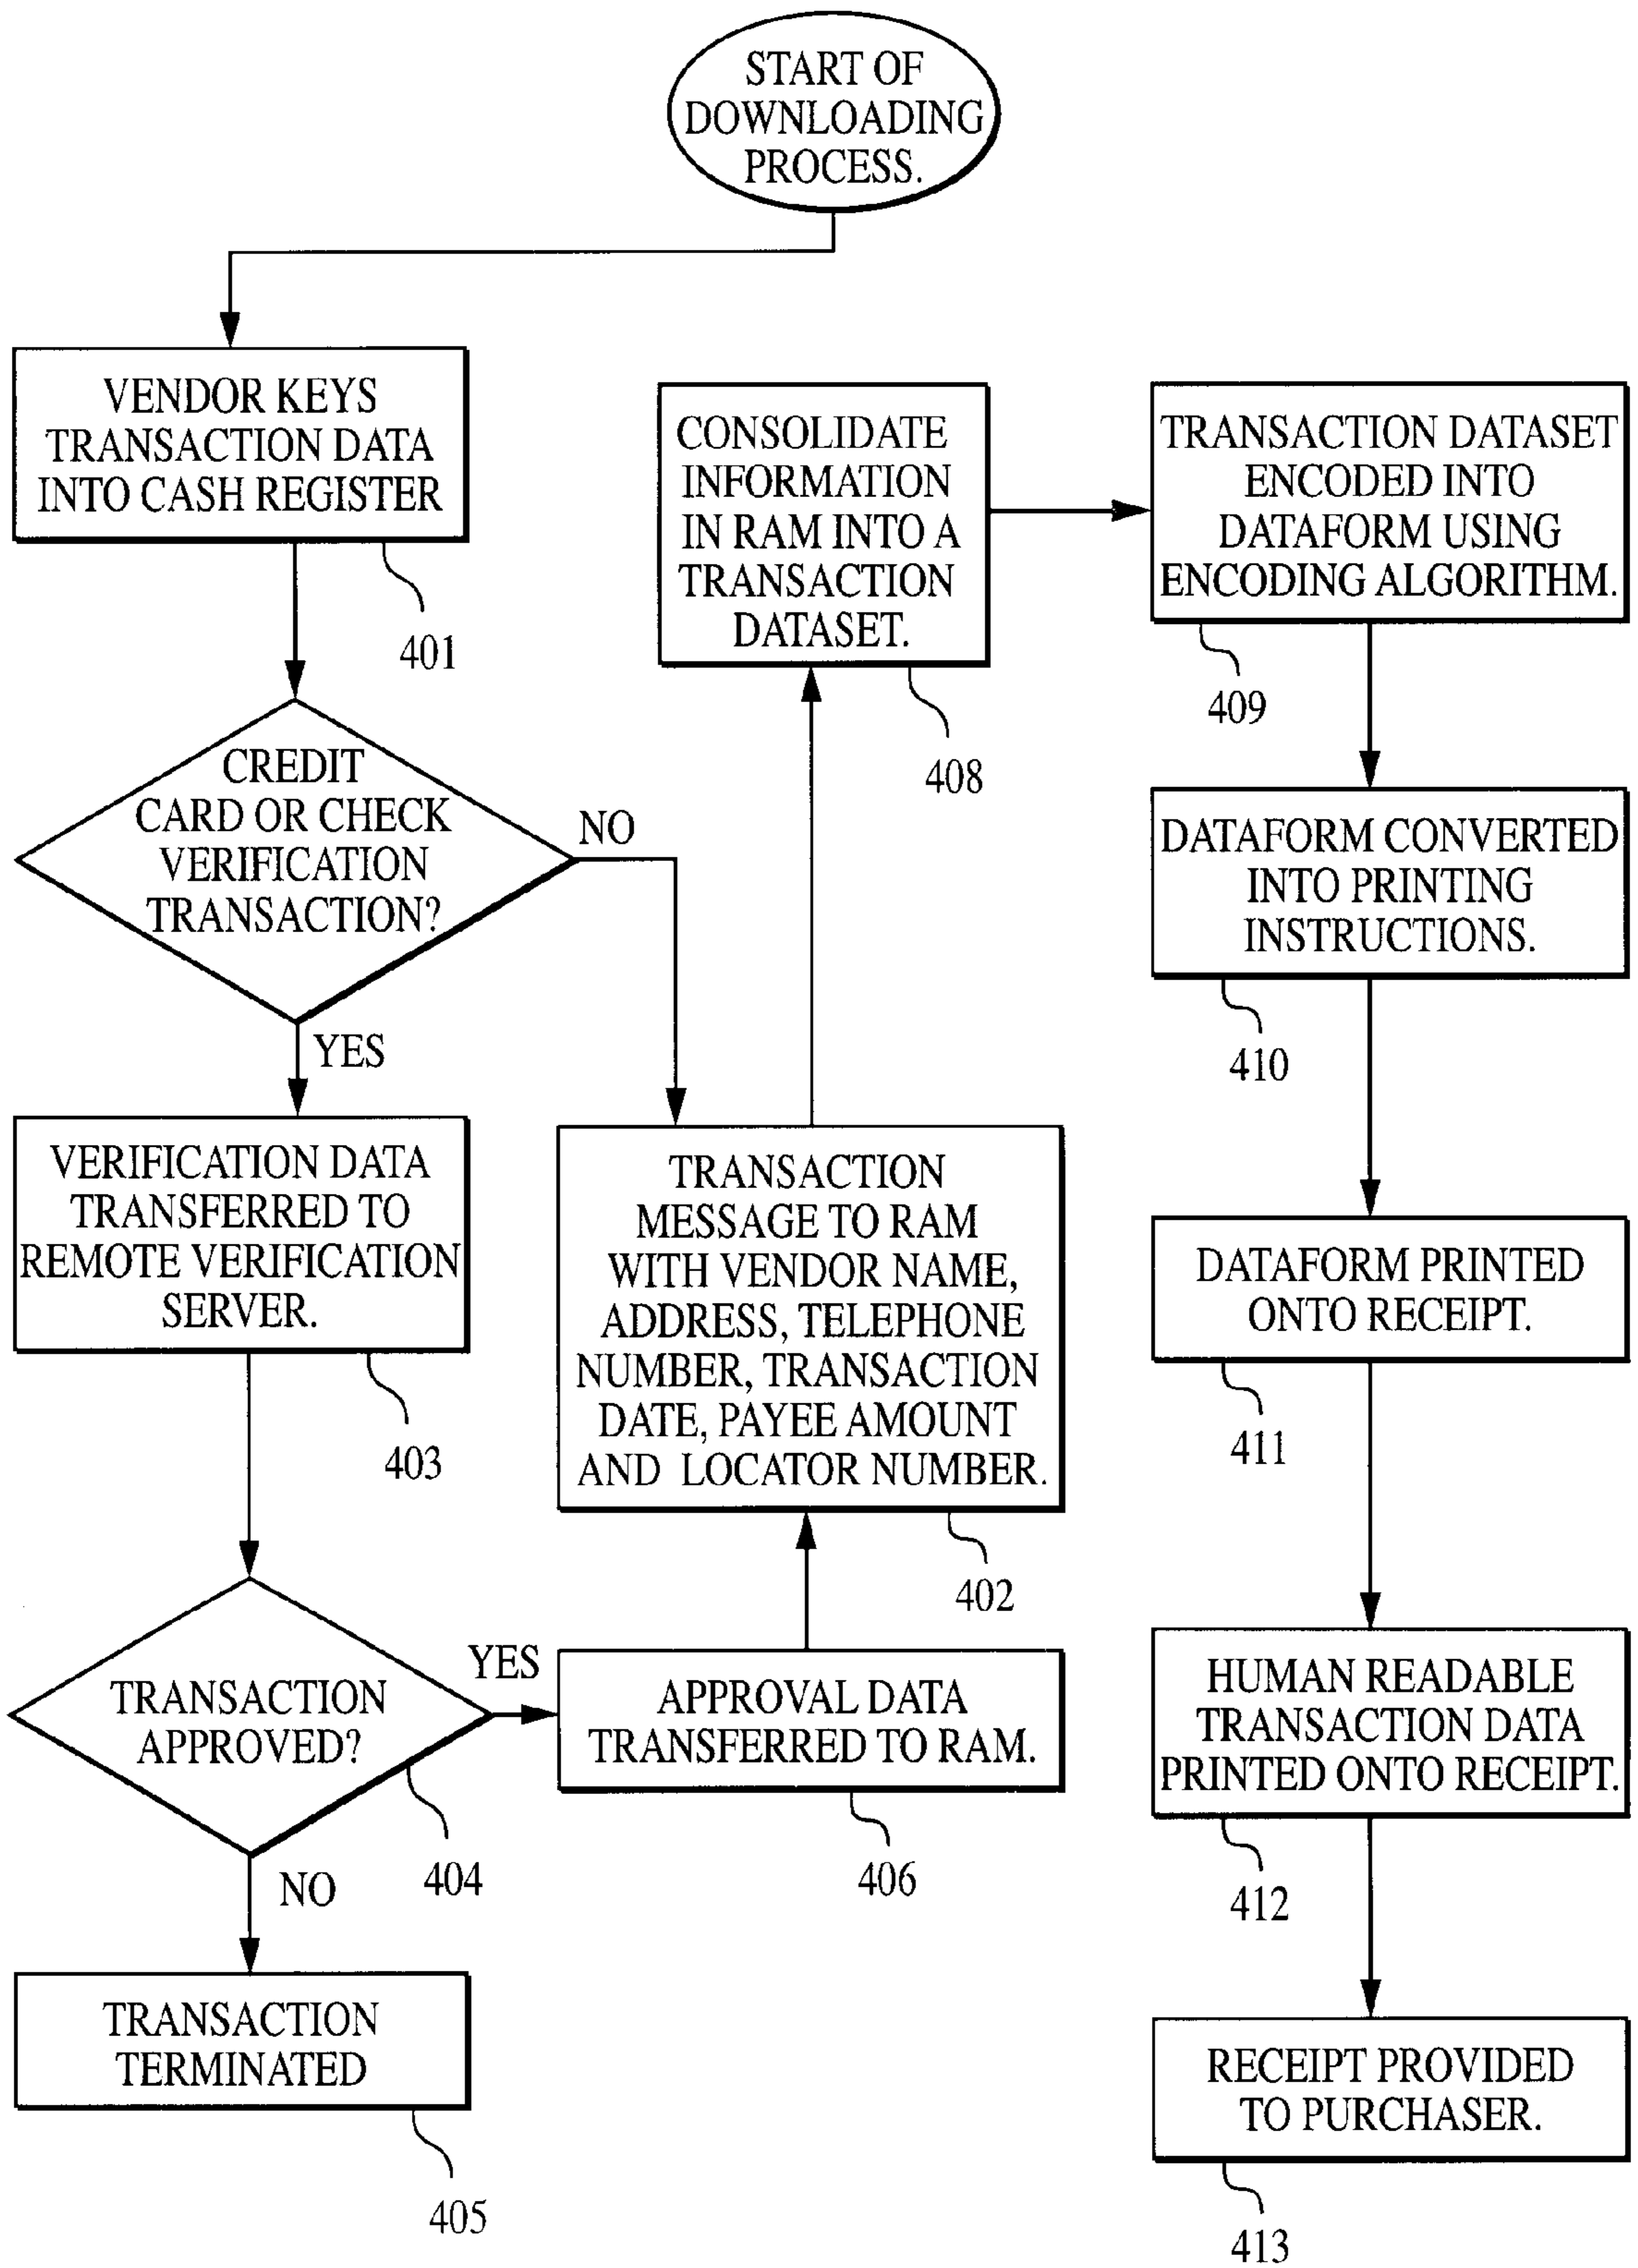 START OF
DOWNLOADING
PROCESS.
VENDOR KEYS
TRANSACTION DATA
INTO CASH REGISTER
401
CREDIT
CARD OR CHECK
VERIFICATION
TRANSACTION?
NO
YES
VERIFICATION DATA
TRANSFERRED TO
REMOTE VERIFICATION
SERVER.
403
TRANSACTION
APPROVED?
404
YES
NO
TRANSACTION
TERMINATED
405
APPROVAL DATA
TRANSFERRED TO RAM.
406
TRANSACTION
MESSAGE TO RAM
WITH VENDOR NAME,
ADDRESS, TELEPHONE
NUMBER, TRANSACTION
DATE, PAYEE AMOUNT
AND LOCATOR NUMBER.
402
CONSOLIDATE
INFORMATION
IN RAM INTO A
TRANSACTION
DATASET.
408
TRANSACTION DATASET
ENCODED INTO
DATAFORM USING
ENCODING ALGORITHM.
409
DATAFORM CONVERTED
INTO PRINTING
INSTRUCTIONS.
410
DATAFORM PRINTED
ONTO RECEIPT.
411
HUMAN READABLE
TRANSACTION DATA
PRINTED ONTO RECEIPT.
412
RECEIPT PROVIDED
TO PURCHASER.
413